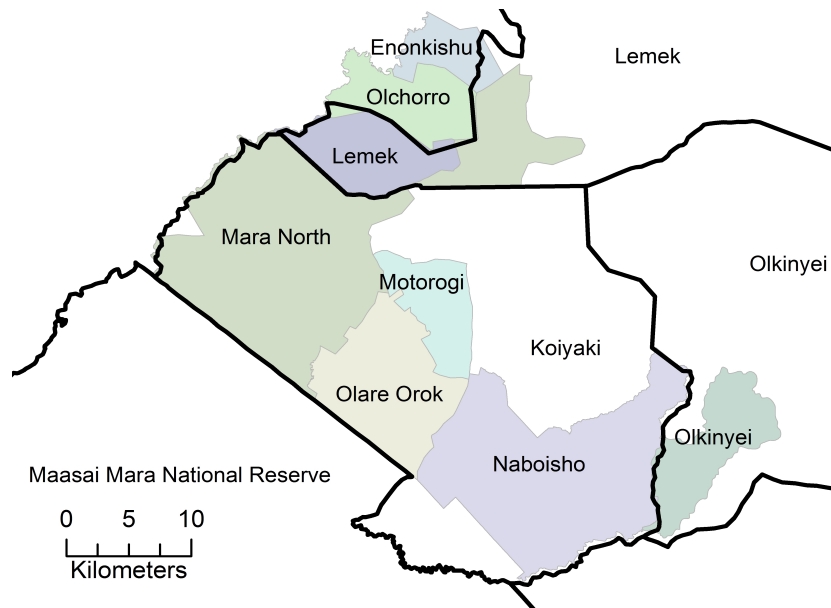 Enonkishu
Lemek
Olchorro
Lemek
Mara North
Olkinyei
Motorogi
Koiyaki
Olare Orok
Olkinyei
Naboisho
Maasai Mara National Reserve
0 5 10
Kilometers